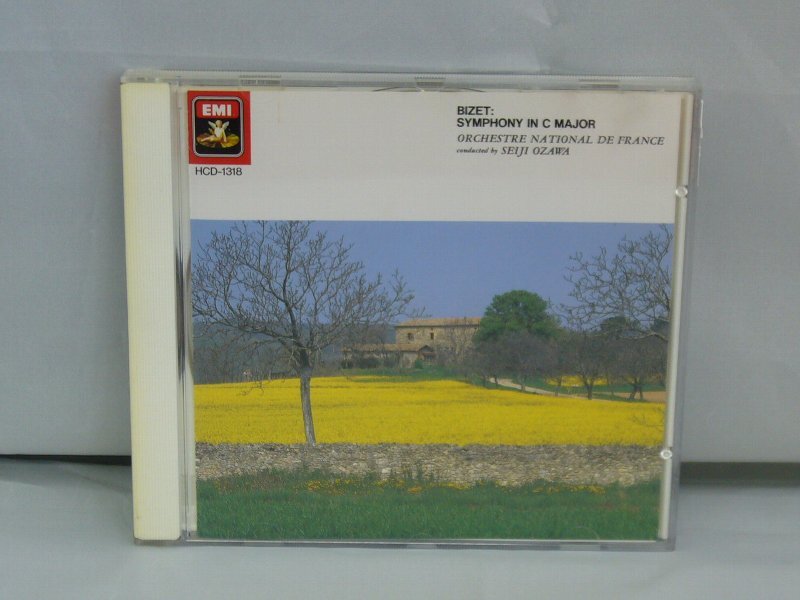 EMI
HCD-1318
BIZET:
SYMPHONY IN C MAJOR
ORCHESTRE NATIONAL DE FRANCE
conducted by SEIJI OZAWA